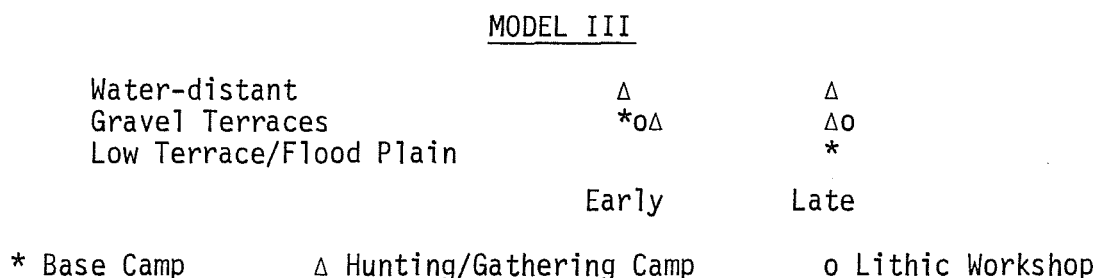 MODEL III
Water-distant Δ Δ
Gravel Terraces *oΔ Δo
Low Terrace/Flood Plain *
Early Late
* Base Camp Δ Hunting/Gathering Camp o Lithic Workshop